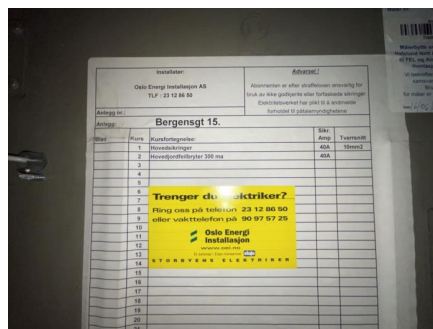 Installatør:
Oslo Energi Installasjon AS
TLF : 23 12 86 50
Anlegg nr.:
Advarsel !
Abonnenten er etter straffeloven ansvarlig for
bruk av ikke godkjente eller forfalskede sikringer.
Elektrisitetsverket har plikt til å anmelde
forholdet til påtalemyndighetene
Anlegg: Bergensgt 15.
Kurs Kursfortegnelse: Sikr. Amp Tverrsnitt
1 Hovedsikringer 40A 10mm2
2 Hovedjordfeilbryter 300 ma 40A
3
4
5
6
7
8
9
10
11
12
13
14
15
16
17
18
19
20
Trenger du elektriker?
Ring oss på telefon 23 12 86 50
eller vakttelefon på 90 97 57 25
Oslo Energi
Installasjon
www.oei.no
STORBYENS ELEKTRIKER